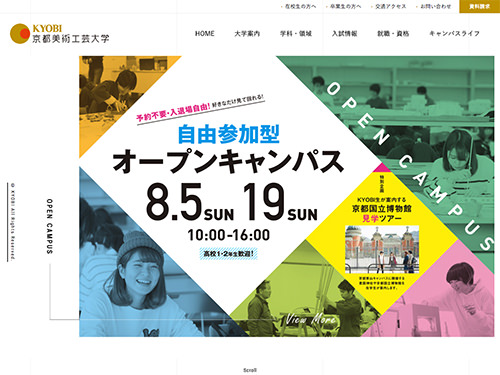 在校生の方へ
卒業生の方へ
交通アクセス
お問い合わせ
資料請求
KYOBI
京都美術工芸大学
HOME
大学案内
学科・領域
入試情報
就職・資格
キャンパスライフ
予約不要・入退場自由! 好きなだけ見て回れる!
自由参加型
オープンキャンパス
8.5 SUN 19 SUN
10:00-16:00
高校1・2年生歓迎!
OPEN CAMPUS
特別企画
KYOBI生が案内する
京都国立博物館
見学ツアー
View More
OPEN CAMPUS
© KYOBI All Rights Reserved.
Scroll